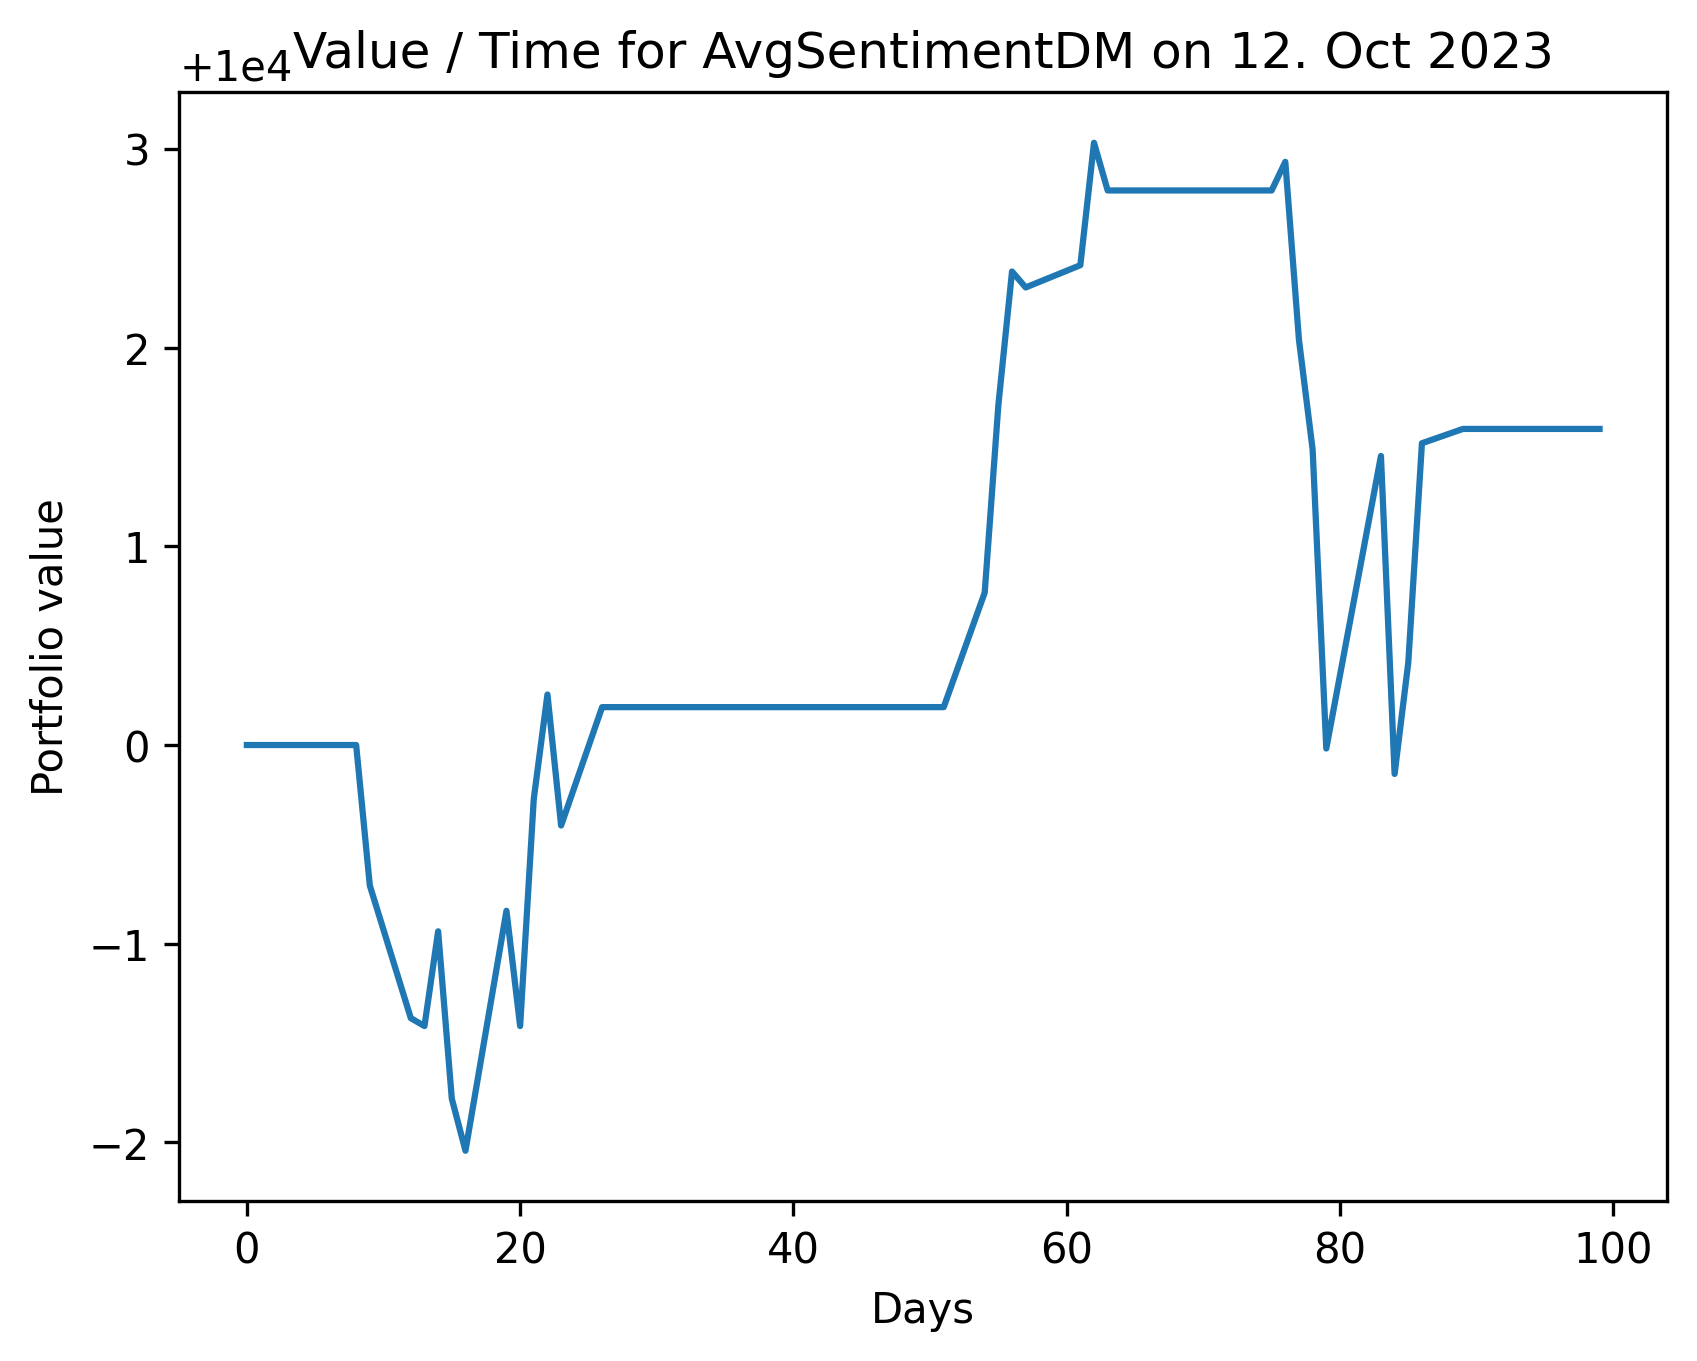 Value / Time for AvgSentimentDM on 12. Oct 2023
+1e4
3
2
1
0
−1
−2
Portfolio value
0 20 40 60 80 100
Days